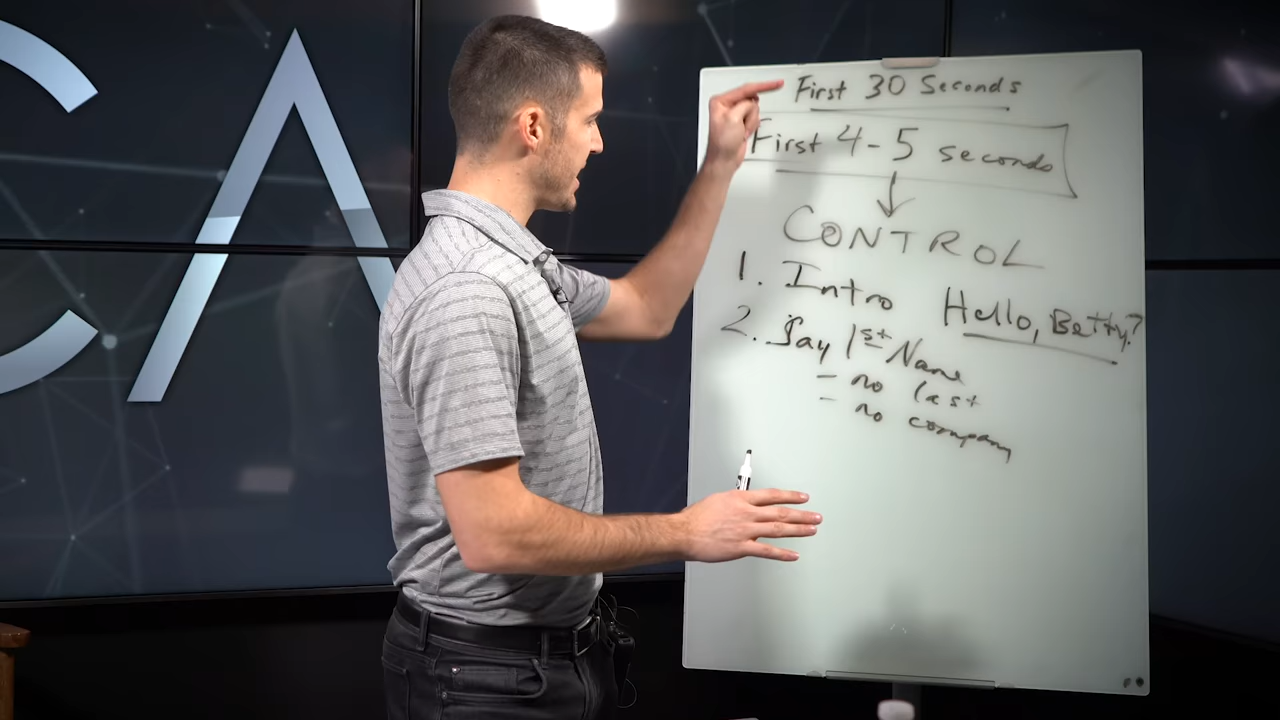 CA
First 30 Seconds
First 4-5 seconds
CONTROL
1. Intro Hello, Betty?
2. Say 1st Name
- no last
- no company